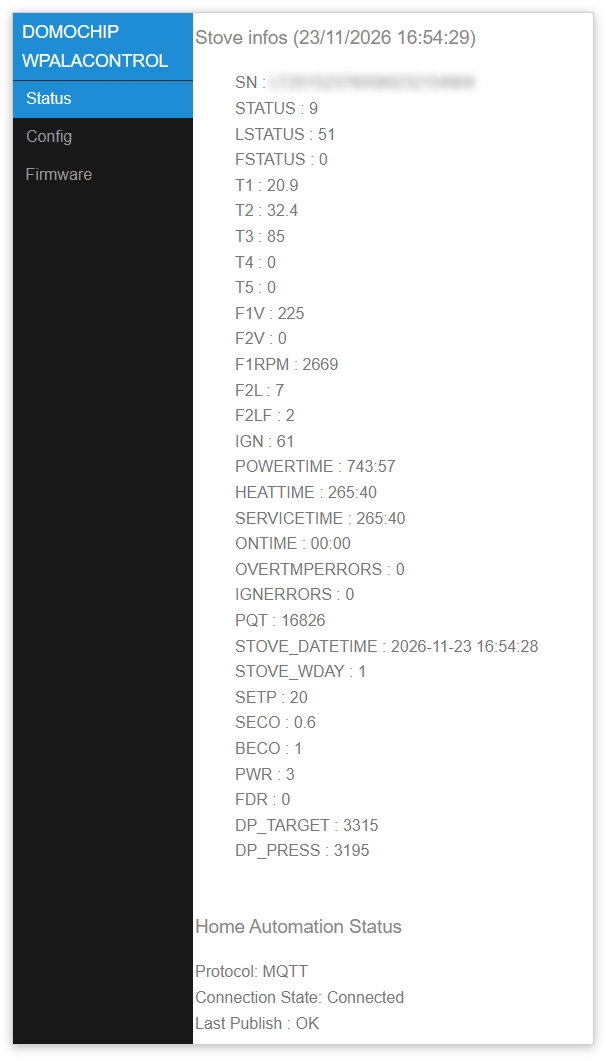 DOMOCHIP
WPALACONTROL
Status
Config
Firmware
Stove infos (23/11/2026 16:54:29)
SN :
STATUS : 9
LSTATUS : 51
FSTATUS : 0
T1 : 20.9
T2 : 32.4
T3 : 85
T4 : 0
T5 : 0
F1V : 225
F2V : 0
F1RPM : 2669
F2L : 7
F2LF : 2
IGN : 61
POWERTIME : 743:57
HEATTIME : 265:40
SERVICETIME : 265:40
ONTIME : 00:00
OVERTMPERRORS : 0
IGNERRORS : 0
PQT : 16826
STOVE_DATETIME : 2026-11-23 16:54:28
STOVE_WDAY : 1
SETP : 20
SECO : 0.6
BECO : 1
PWR : 3
FDR : 0
DP_TARGET : 3315
DP_PRESS : 3195
Home Automation Status
Protocol: MQTT
Connection State: Connected
Last Publish : OK